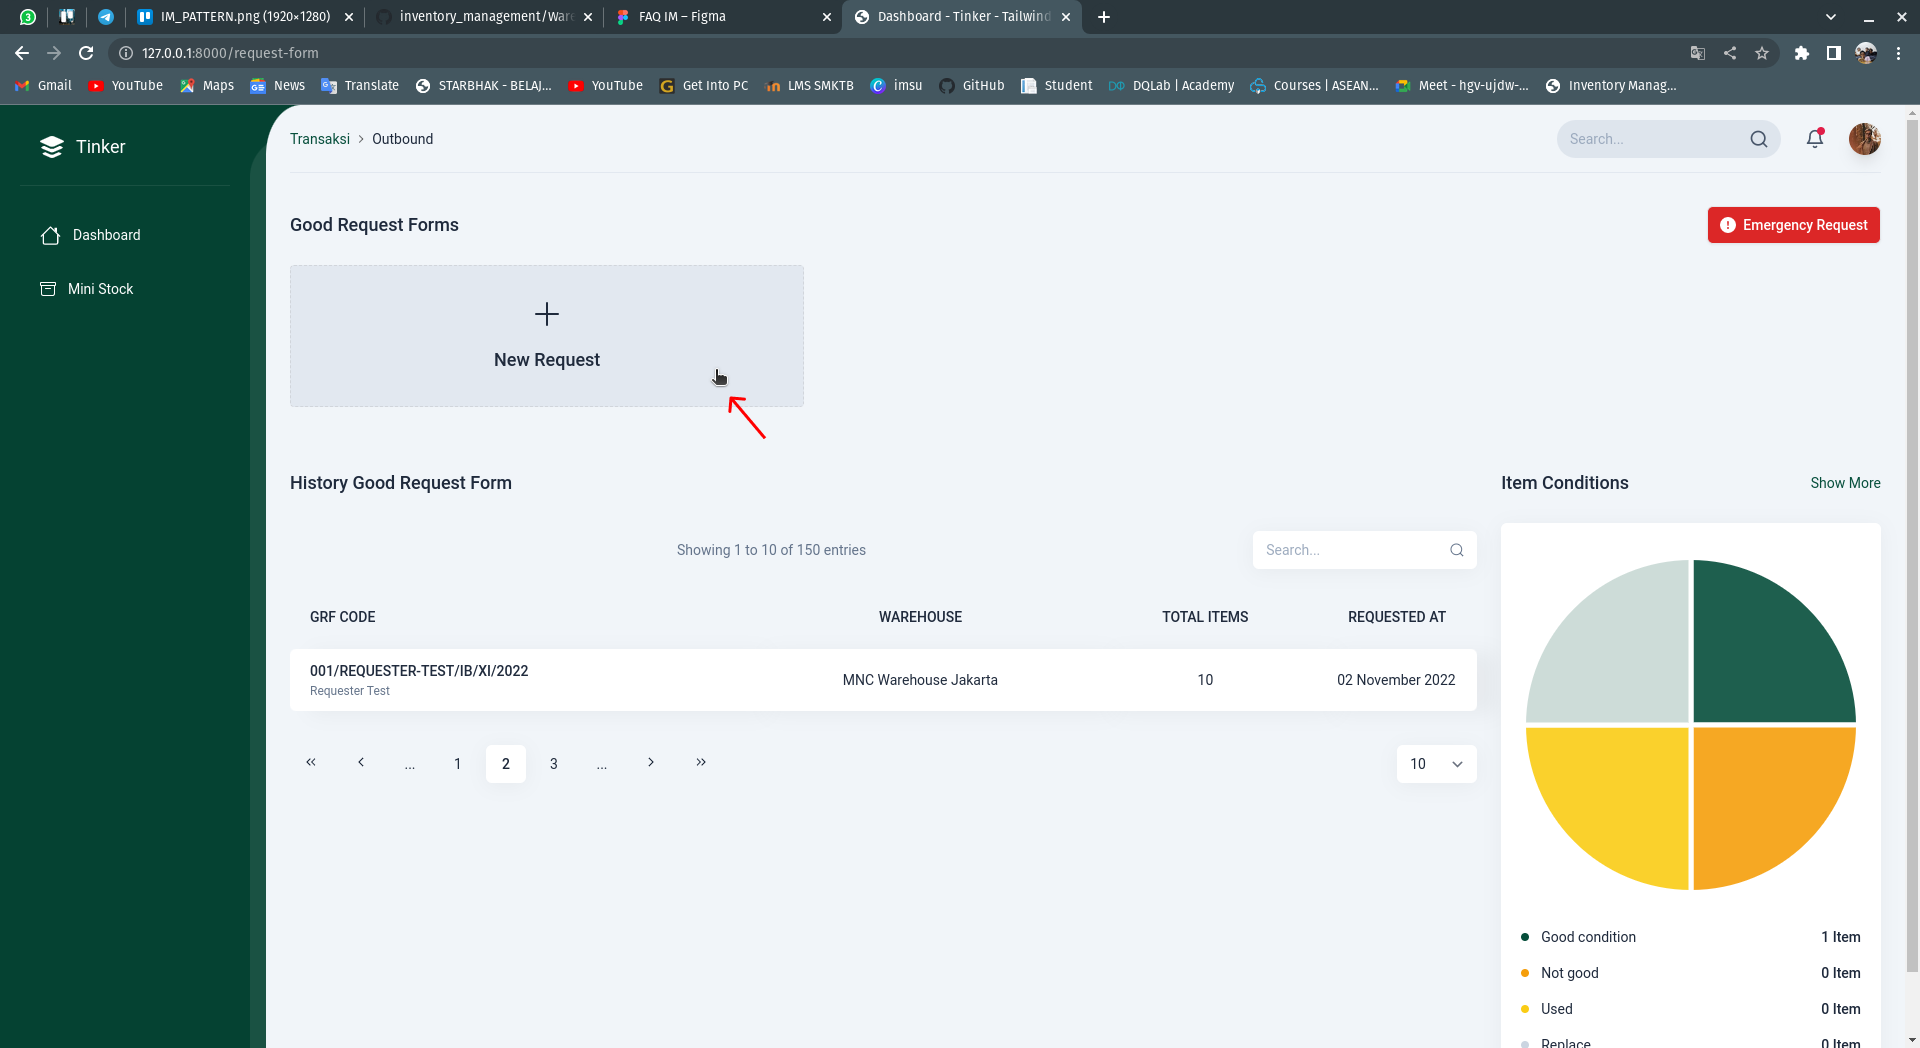 3
IM_PATTERN.png (1920×1280)
inventory_management/Ware
FAQ IM – Figma
Dashboard - Tinker - Tailwind
127.0.0.1:8000/request-form
Gmail
YouTube
Maps
News
Translate
STARBHAK - BELAJ...
YouTube
Get Into PC
LMS SMKTB
imsu
GitHub
Student
DQLab | Academy
Courses | ASEAN...
Meet - hgv-ujdw-...
Inventory Manag...
Tinker
Dashboard
Mini Stock
Transaksi > Outbound
Search...
Good Request Forms
Emergency Request
New Request
History Good Request Form
Showing 1 to 10 of 150 entries
Search...
GRF CODE WAREHOUSE TOTAL ITEMS REQUESTED AT
001/REQUESTER-TEST/IB/XI/2022
Requester Test
MNC Warehouse Jakarta
10
02 November 2022
... 1 2 3 ...
10
Item Conditions
Show More
Good condition 1 Item
Not good 0 Item
Used 0 Item
Replace 0 Item